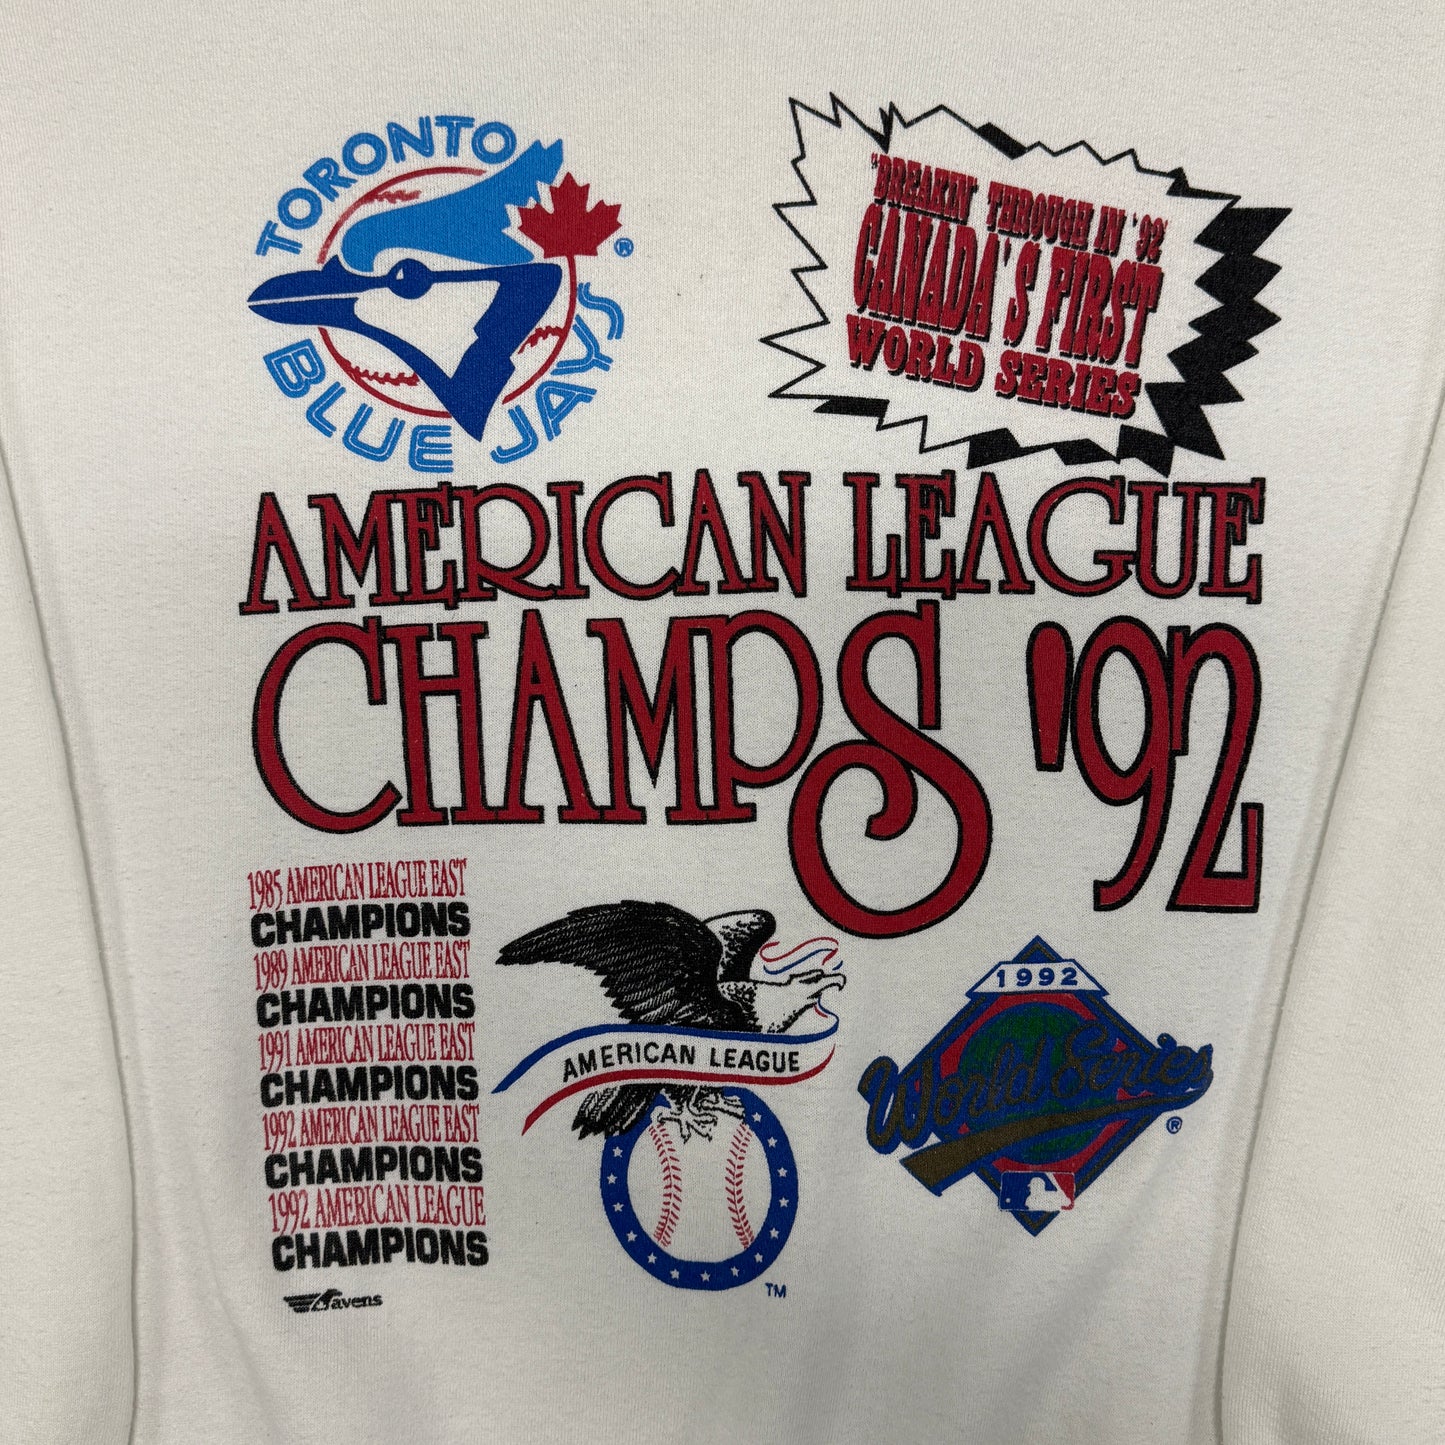 TORONTO
BLUE JAYS
®
"BREAKIN' THROUGH IN '92
CANADA'S FIRST
WORLD SERIES
AMERICAN LEAGUE
CHAMPS '92
1985 AMERICAN LEAGUE EAST
CHAMPIONS
1989 AMERICAN LEAGUE EAST
CHAMPIONS
1991 AMERICAN LEAGUE EAST
CHAMPIONS
1992 AMERICAN LEAGUE EAST
CHAMPIONS
1992 AMERICAN LEAGUE
CHAMPIONS
Ravens
AMERICAN LEAGUE
TM
1992
World Series
®